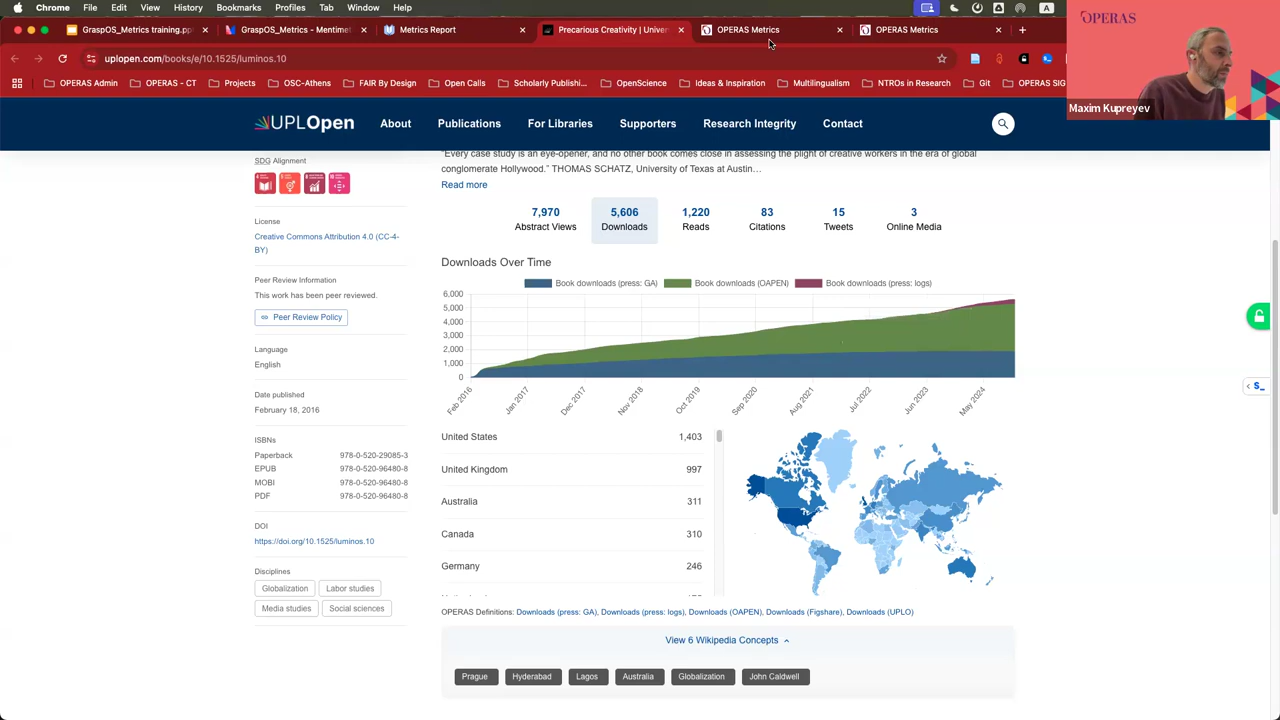 Chrome File Edit View History Bookmarks Profiles Tab Window Help
GraspOS_Metrics training.pp
GraspOS_Metrics - Mentimet
Metrics Report
Precarious Creativity | Univer
OPERAS Metrics
OPERAS Metrics
uplopen.com/books/e/10.1525/luminos.10
OPERAS Admin
OPERAS - CT
Projects
OSC-Athens
FAIR By Design
Open Calls
Scholarly Publishi...
OpenScience
Ideas & Inspiration
Multilingualism
NTROs in Research
Git
OPERAS SIG
OPERAS
Maxim Kupreyev
UPLOpen
About
Publications
For Libraries
Supporters
Research Integrity
Contact
SDG Alignment
License
Creative Commons Attribution 4.0 (CC-4-
BY)
Peer Review Information
This work has been peer reviewed.
Peer Review Policy
Language
English
Date published
February 18, 2016
ISBNs
Paperback 978-0-520-29085-3
EPUB 978-0-520-96480-8
MOBI 978-0-520-96480-8
PDF 978-0-520-96480-8
DOI
https://doi.org/10.1525/luminos.10
Disciplines
Globalization
Labor studies
Media studies
Social sciences
"Every case study is an eye-opener, and no other book comes close in assessing the plight of creative workers in the era of global
conglomerate Hollywood." THOMAS SCHATZ, University of Texas at Austin…
Read more
7,970 5,606 1,220 83 15 3
Abstract Views Downloads Reads Citations Tweets Online Media
Downloads Over Time
Book downloads (press: GA) Book downloads (OAPEN) Book downloads (press: logs)
6,000
5,000
4,000
3,000
2,000
1,000
0
Feb 2016 Jan 2017 Dec 2017 Nov 2018 Oct 2019 Sep 2020 Aug 2021 Jul 2022 Jun 2023 May 2024
United States 1,403
United Kingdom 997
Australia 311
Canada 310
Germany 246
OPERAS Definitions: Downloads (press: GA), Downloads (press: logs), Downloads (OAPEN), Downloads (Figshare), Downloads (UPLO)
View 6 Wikipedia Concepts
Prague
Hyderabad
Lagos
Australia
Globalization
John Caldwell